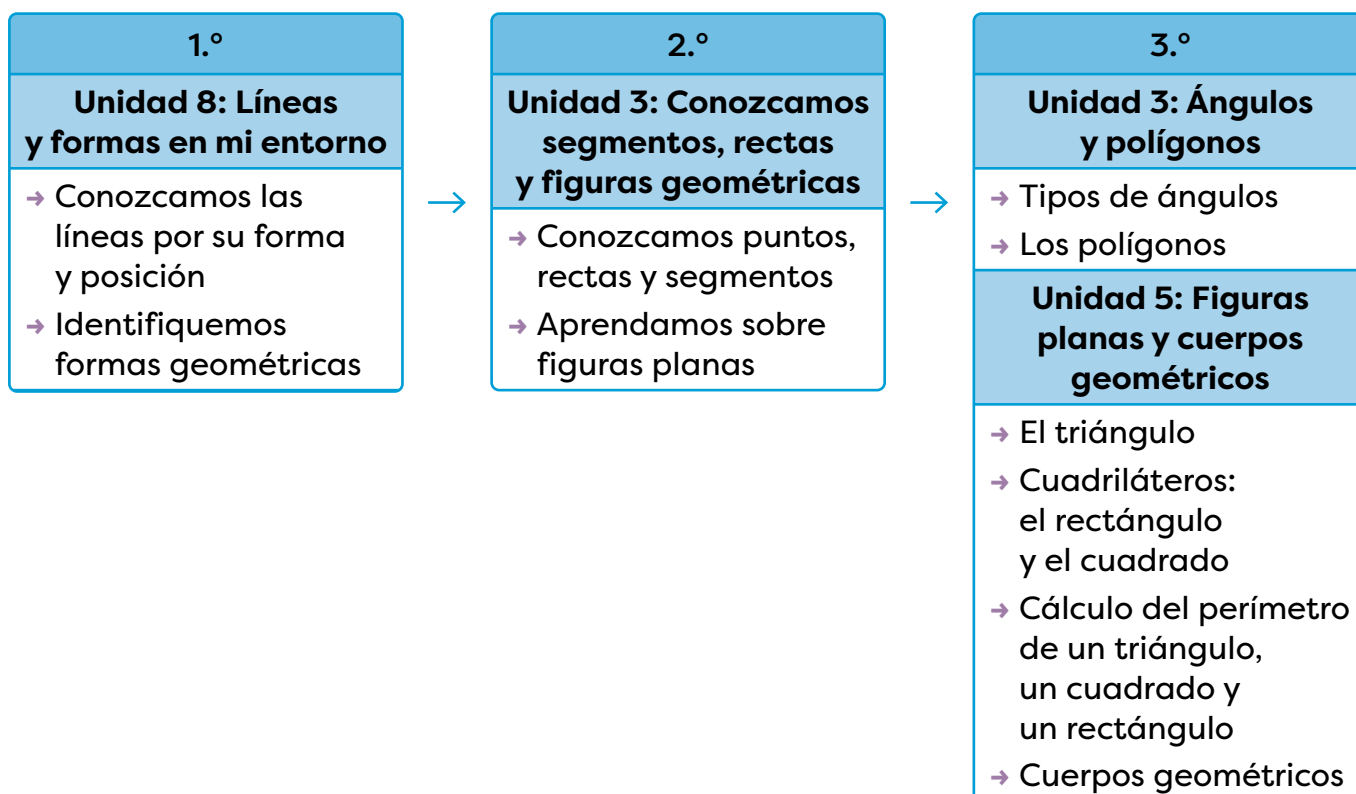 1.°
Unidad 8: Líneas
y formas en mi entorno
→ Conozcamos las
líneas por su forma
y posición
→ Identifiquemos
formas geométricas
→
2.°
Unidad 3: Conozcamos
segmentos, rectas
y figuras geométricas
→ Conozcamos puntos,
rectas y segmentos
→ Aprendamos sobre
figuras planas
→
3.°
Unidad 3: Ángulos
y polígonos
→ Tipos de ángulos
→ Los polígonos
Unidad 5: Figuras
planas y cuerpos
geométricos
→ El triángulo
→ Cuadriláteros:
el rectángulo
y el cuadrado
→ Cálculo del perímetro
de un triángulo,
un cuadrado y
un rectángulo
→ Cuerpos geométricos